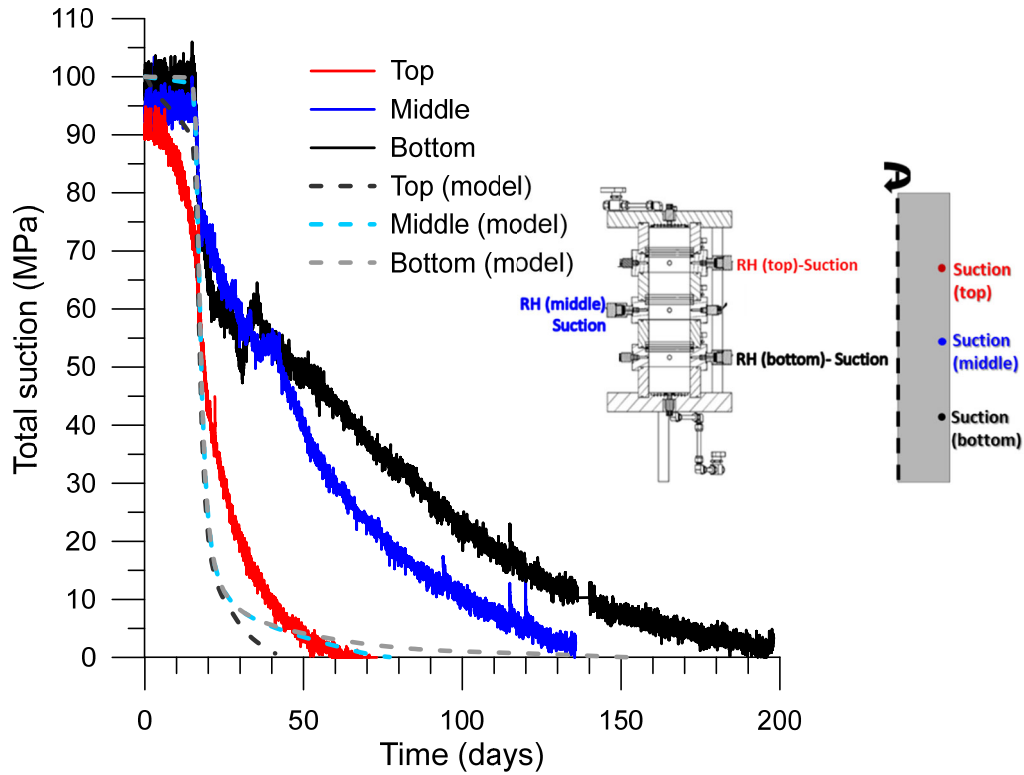 110
100
90
80
70
60
50
40
30
20
10
0
Total suction (MPa)
0
50
100
150
200
Time (days)
Top
Middle
Bottom
Top (model)
Middle (model)
Bottom (model)
RH (top)-Suction
RH (middle)
Suction
RH (bottom)- Suction
Suction
(top)
Suction
(middle)
Suction
(bottom)